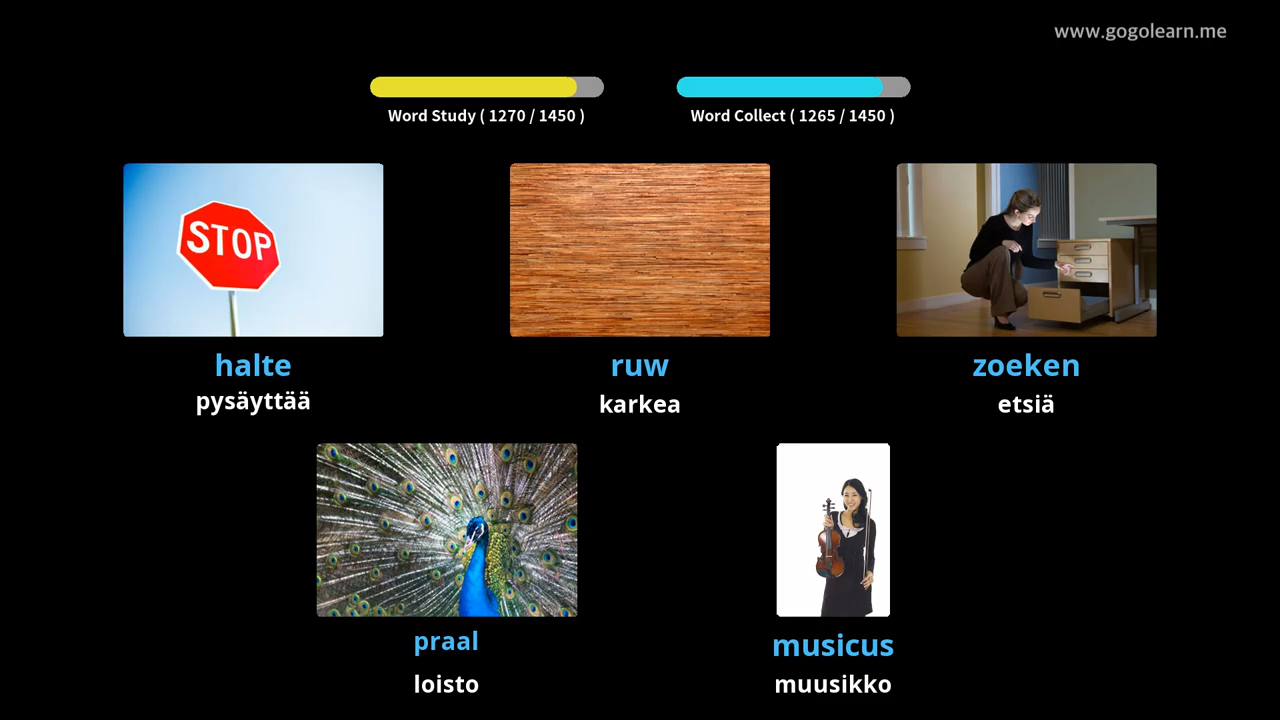 www.gogolearn.me
Word Study ( 1270 / 1450 )
Word Collect ( 1265 / 1450 )
STOP
halte
pysäyttää
ruw
karkea
zoeken
etsiä
praal
loisto
musicus
muusikko